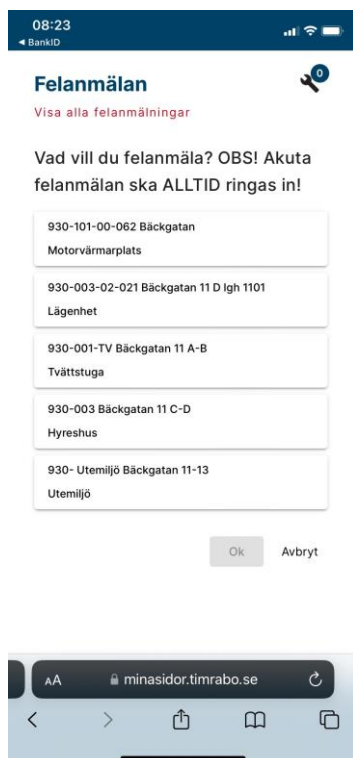 08:23
◀ BankID
Felanmälan
0
Visa alla felanmälningar
Vad vill du felanmäla? OBS! Akuta
felanmälan ska ALLTID ringas in!
930-101-00-062 Bäckgatan
Motorvärmarplats
930-003-02-021 Bäckgatan 11 D lgh 1101
Lägenhet
930-001-TV Bäckgatan 11 A-B
Tvättstuga
930-003 Bäckgatan 11 C-D
Hyreshus
930- Utemiljö Bäckgatan 11-13
Utemiljö
Ok Avbryt
AA minasidor.timrabo.se